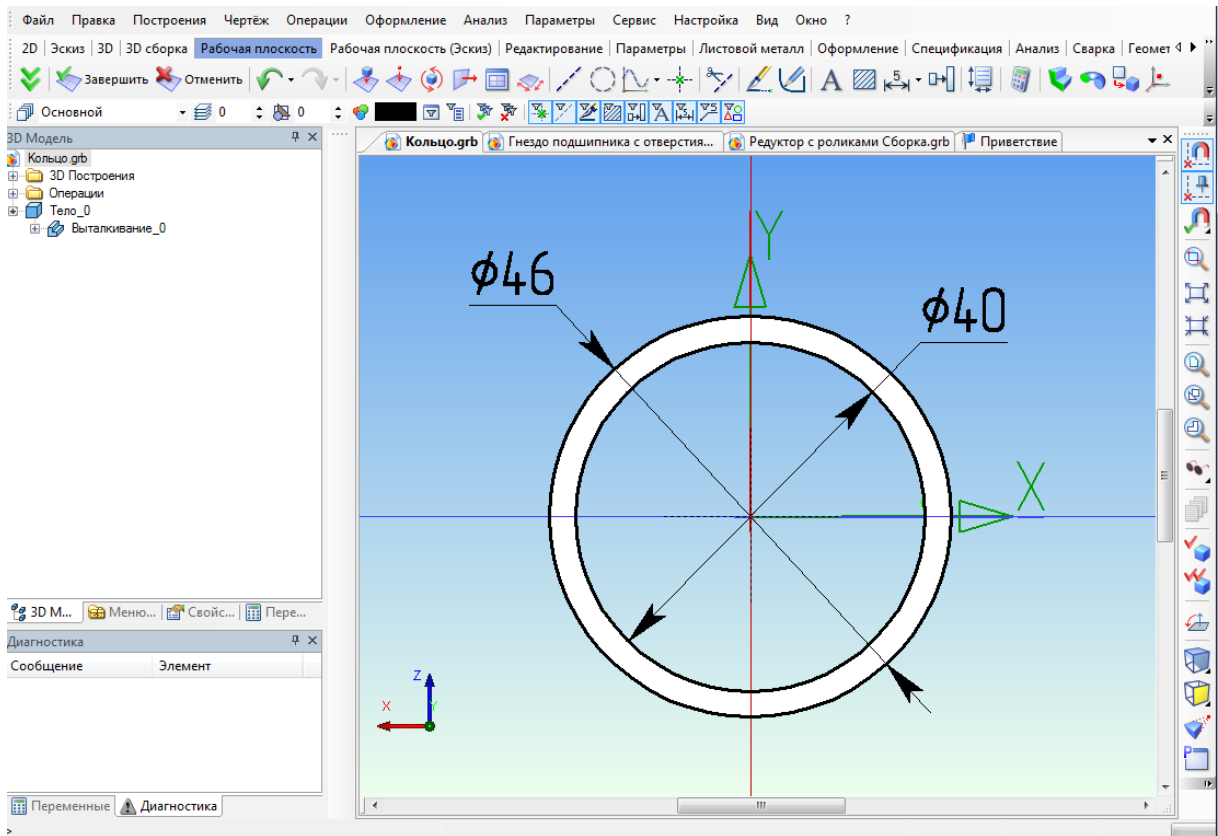 Файл Правка Построения Чертёж Операции Оформление Анализ Параметры Сервис Настройка Вид Окно ?
2D Эскиз 3D 3D сборка Рабочая плоскость Рабочая плоскость (Эскиз) Редактирование Параметры Листовой металл Оформление Спецификация Анализ Сварка Геомет
Завершить Отменить
Основной 0 0
3D Модель
Кольцо.grb Гнездо подшипника с отверстия... Редуктор с роликами Сборка.grb Приветствие
Кольцо.grb
3D Построения
Операции
Тело_0
Выталкивание_0
Y
ϕ46
ϕ40
X
3D М... Меню... Свойс... Пере...
Диагностика
Сообщение Элемент
Z
X
Y
Переменные Диагностика
>